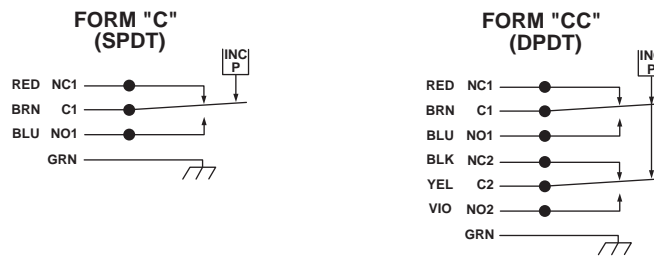 FORM "C"
(SPDT)
INC
P
RED NC1
BRN C1
BLU NO1
GRN
FORM "CC"
(DPDT)
INC
P
RED NC1
BRN C1
BLU NO1
BLK NC2
YEL C2
VIO NO2
GRN